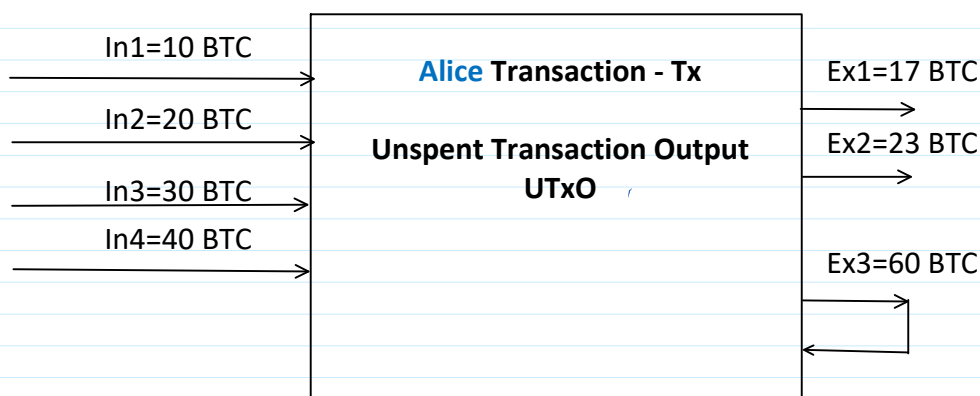 In1=10 BTC
In2=20 BTC
In3=30 BTC
In4=40 BTC
Alice Transaction - Tx
Unspent Transaction Output
UTxO
Ex1=17 BTC
Ex2=23 BTC
Ex3=60 BTC